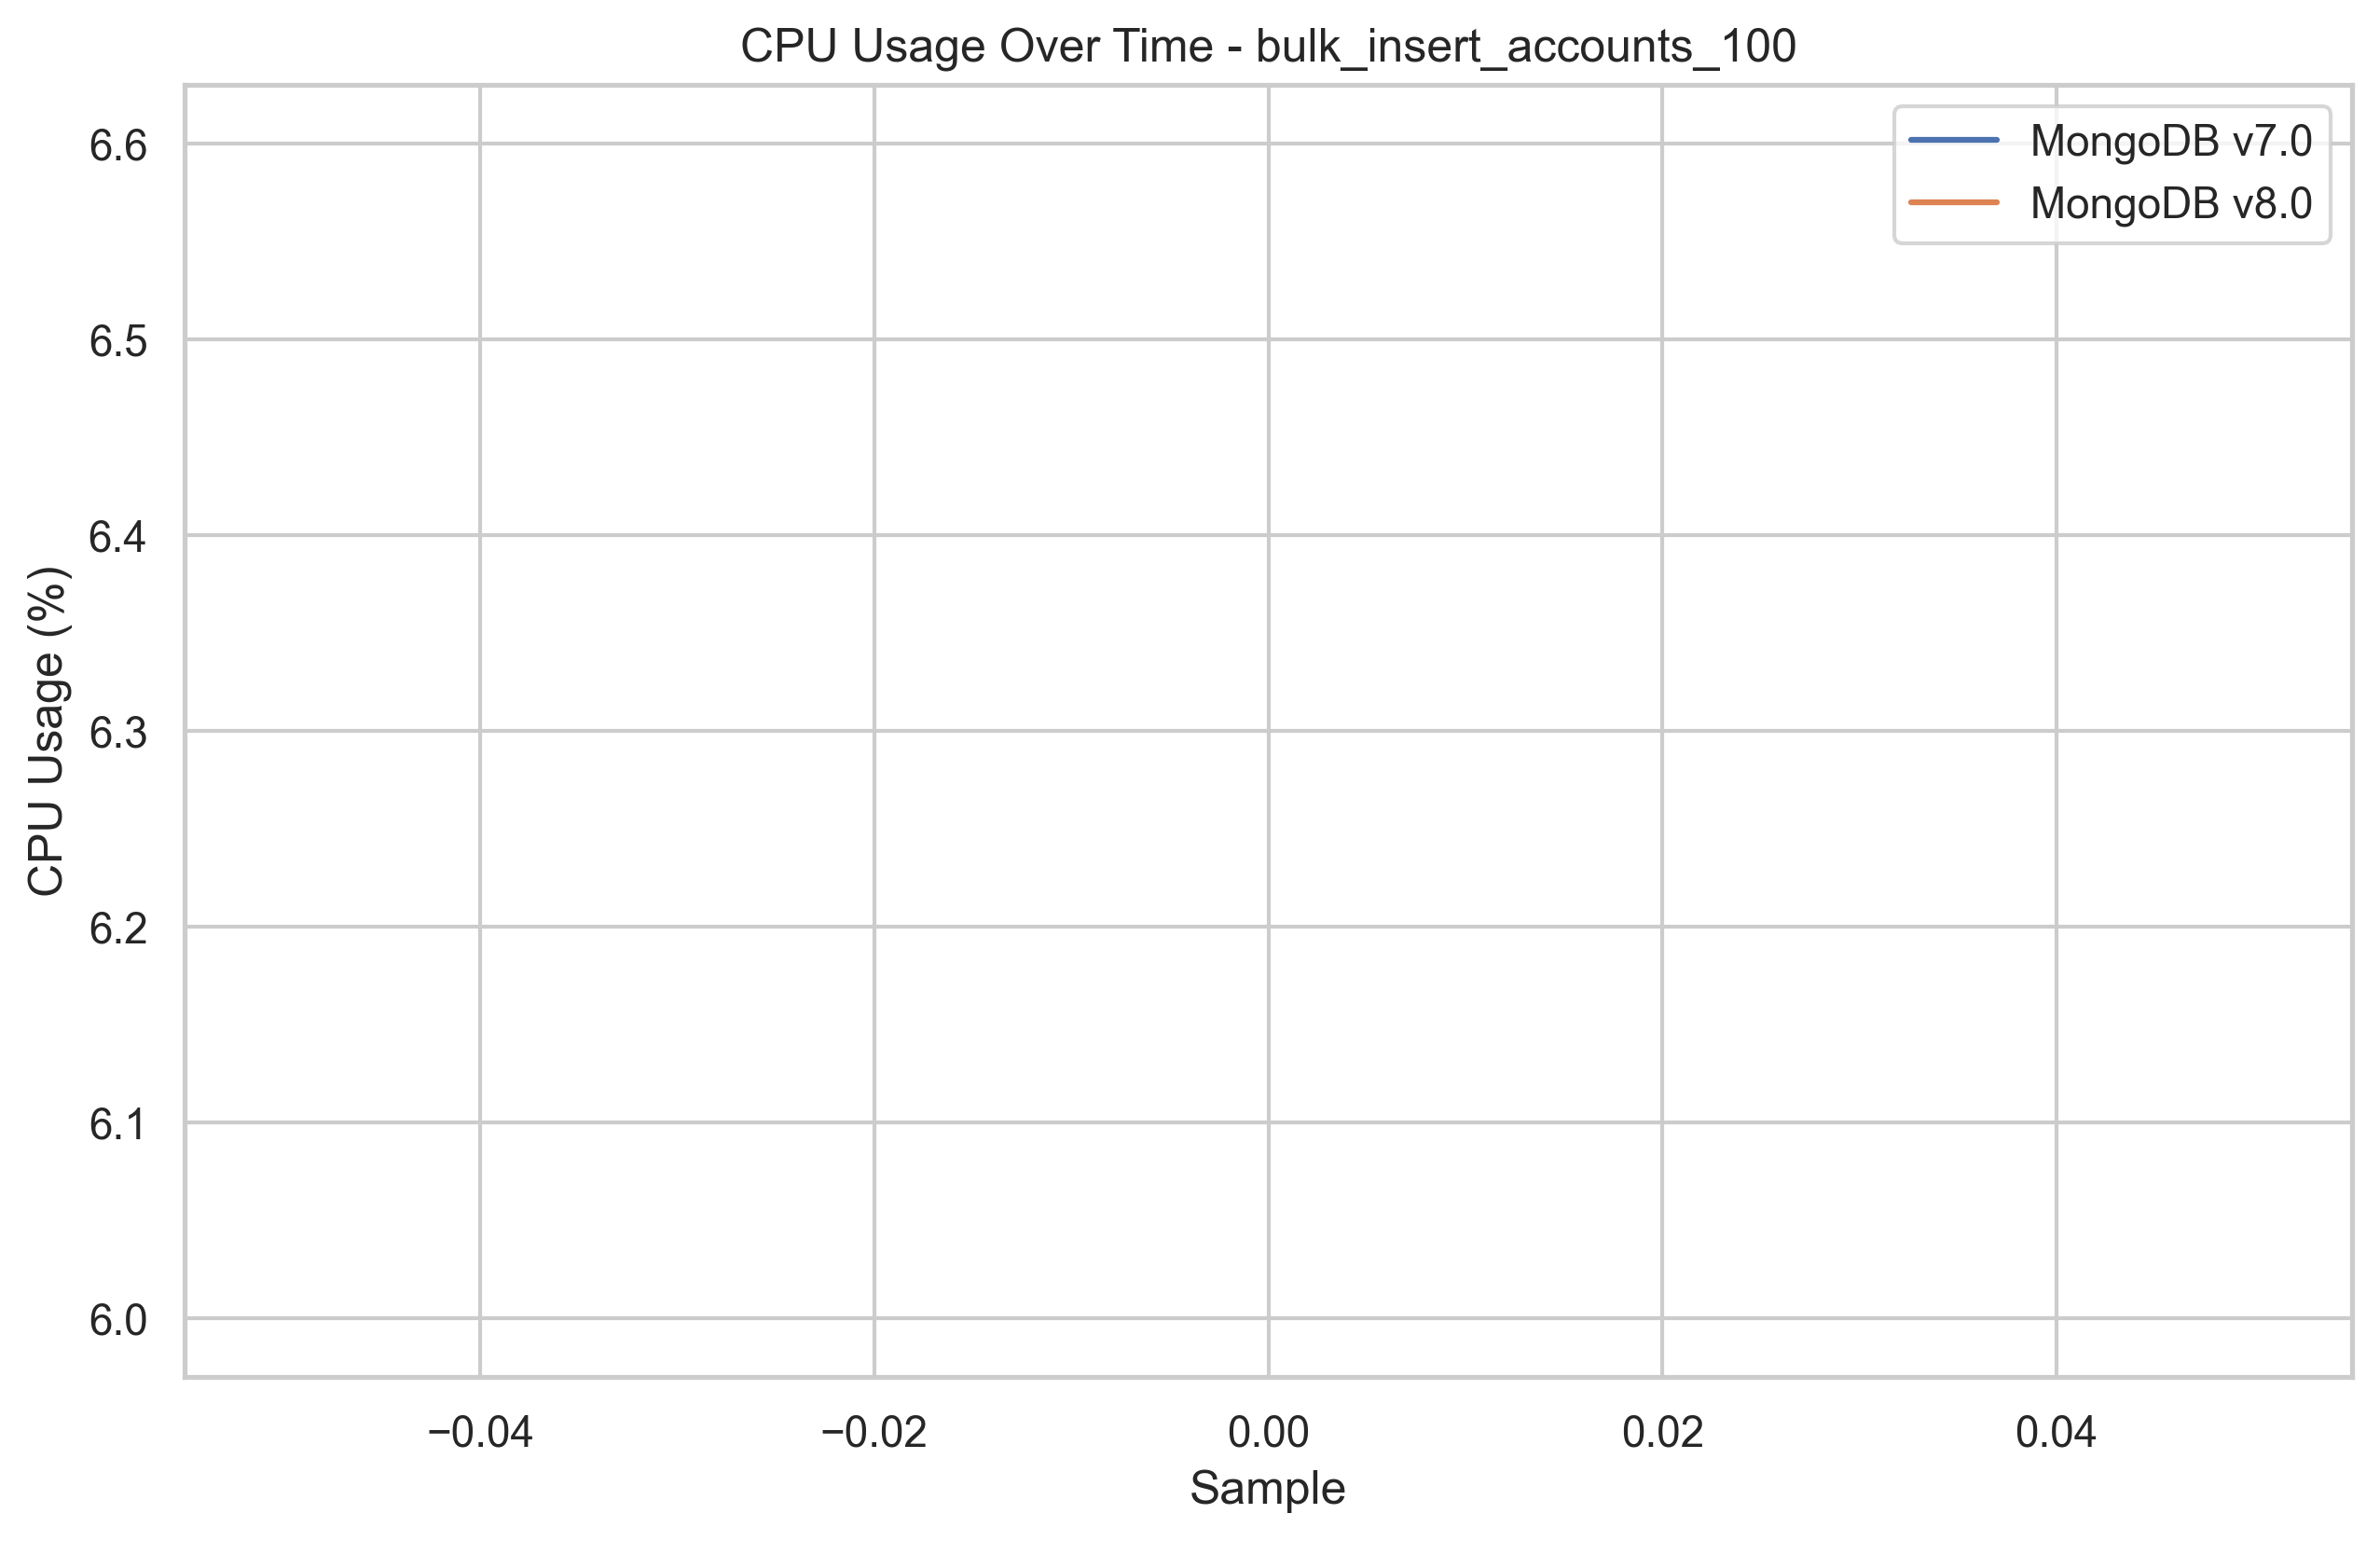 CPU Usage Over Time - bulk_insert_accounts_100
MongoDB v7.0
MongoDB v8.0
CPU Usage (%)
6.6
6.5
6.4
6.3
6.2
6.1
6.0
−0.04
−0.02
0.00
0.02
0.04
Sample